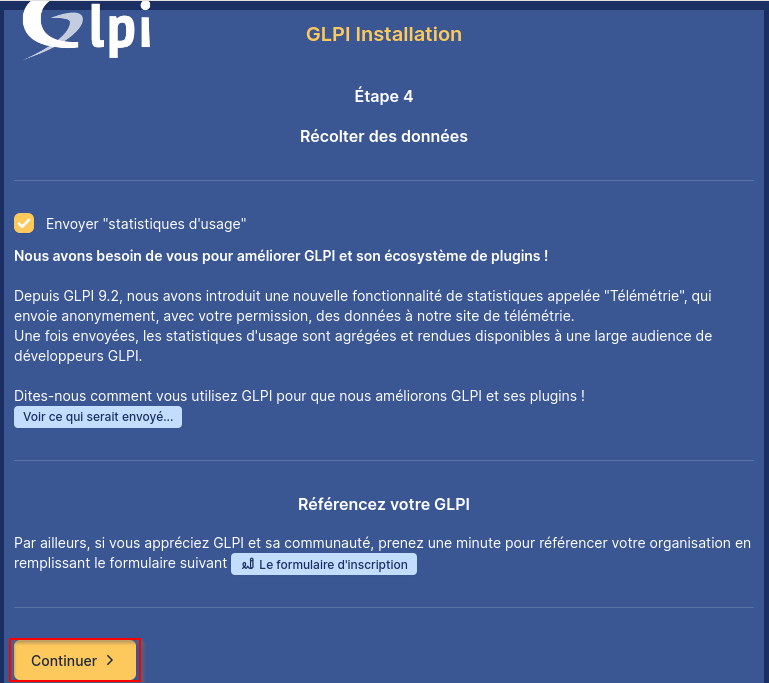 Glpi
GLPI Installation
Étape 4
Récolter des données
Envoyer "statistiques d'usage"
Nous avons besoin de vous pour améliorer GLPI et son écosystème de plugins !
Depuis GLPI 9.2, nous avons introduit une nouvelle fonctionnalité de statistiques appelée "Télémétrie", qui
envoie anonymement, avec votre permission, des données à notre site de télémétrie.
Une fois envoyées, les statistiques d'usage sont agrégées et rendues disponibles à une large audience de
développeurs GLPI.
Dites-nous comment vous utilisez GLPI pour que nous améliorons GLPI et ses plugins !
Voir ce qui serait envoyé...
Référencez votre GLPI
Par ailleurs, si vous appréciez GLPI et sa communauté, prenez une minute pour référencer votre organisation en
remplissant le formulaire suivant Le formulaire d'inscription
Continuer